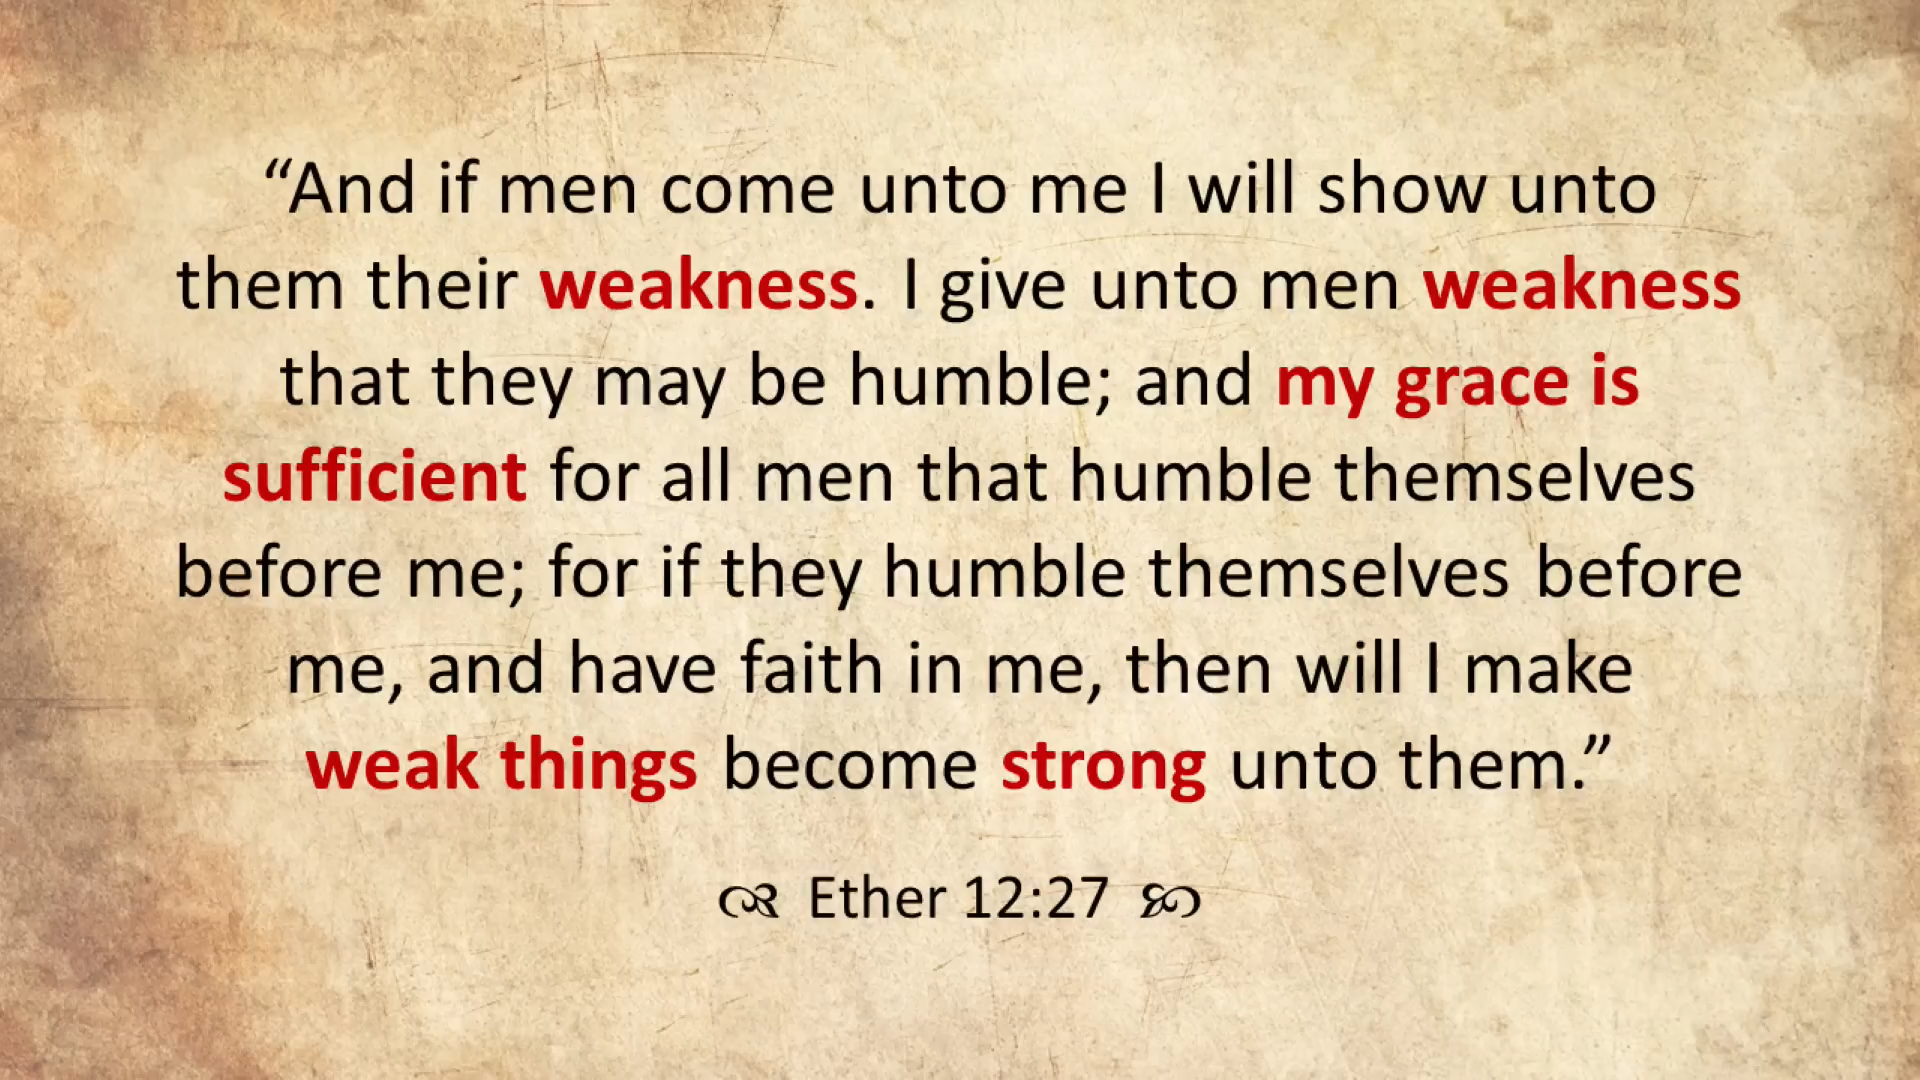 “And if men come unto me I will show unto
them their weakness. I give unto men weakness
that they may be humble; and my grace is
sufficient for all men that humble themselves
before me; for if they humble themselves before
me, and have faith in me, then will I make
weak things become strong unto them.”
Ether 12:27